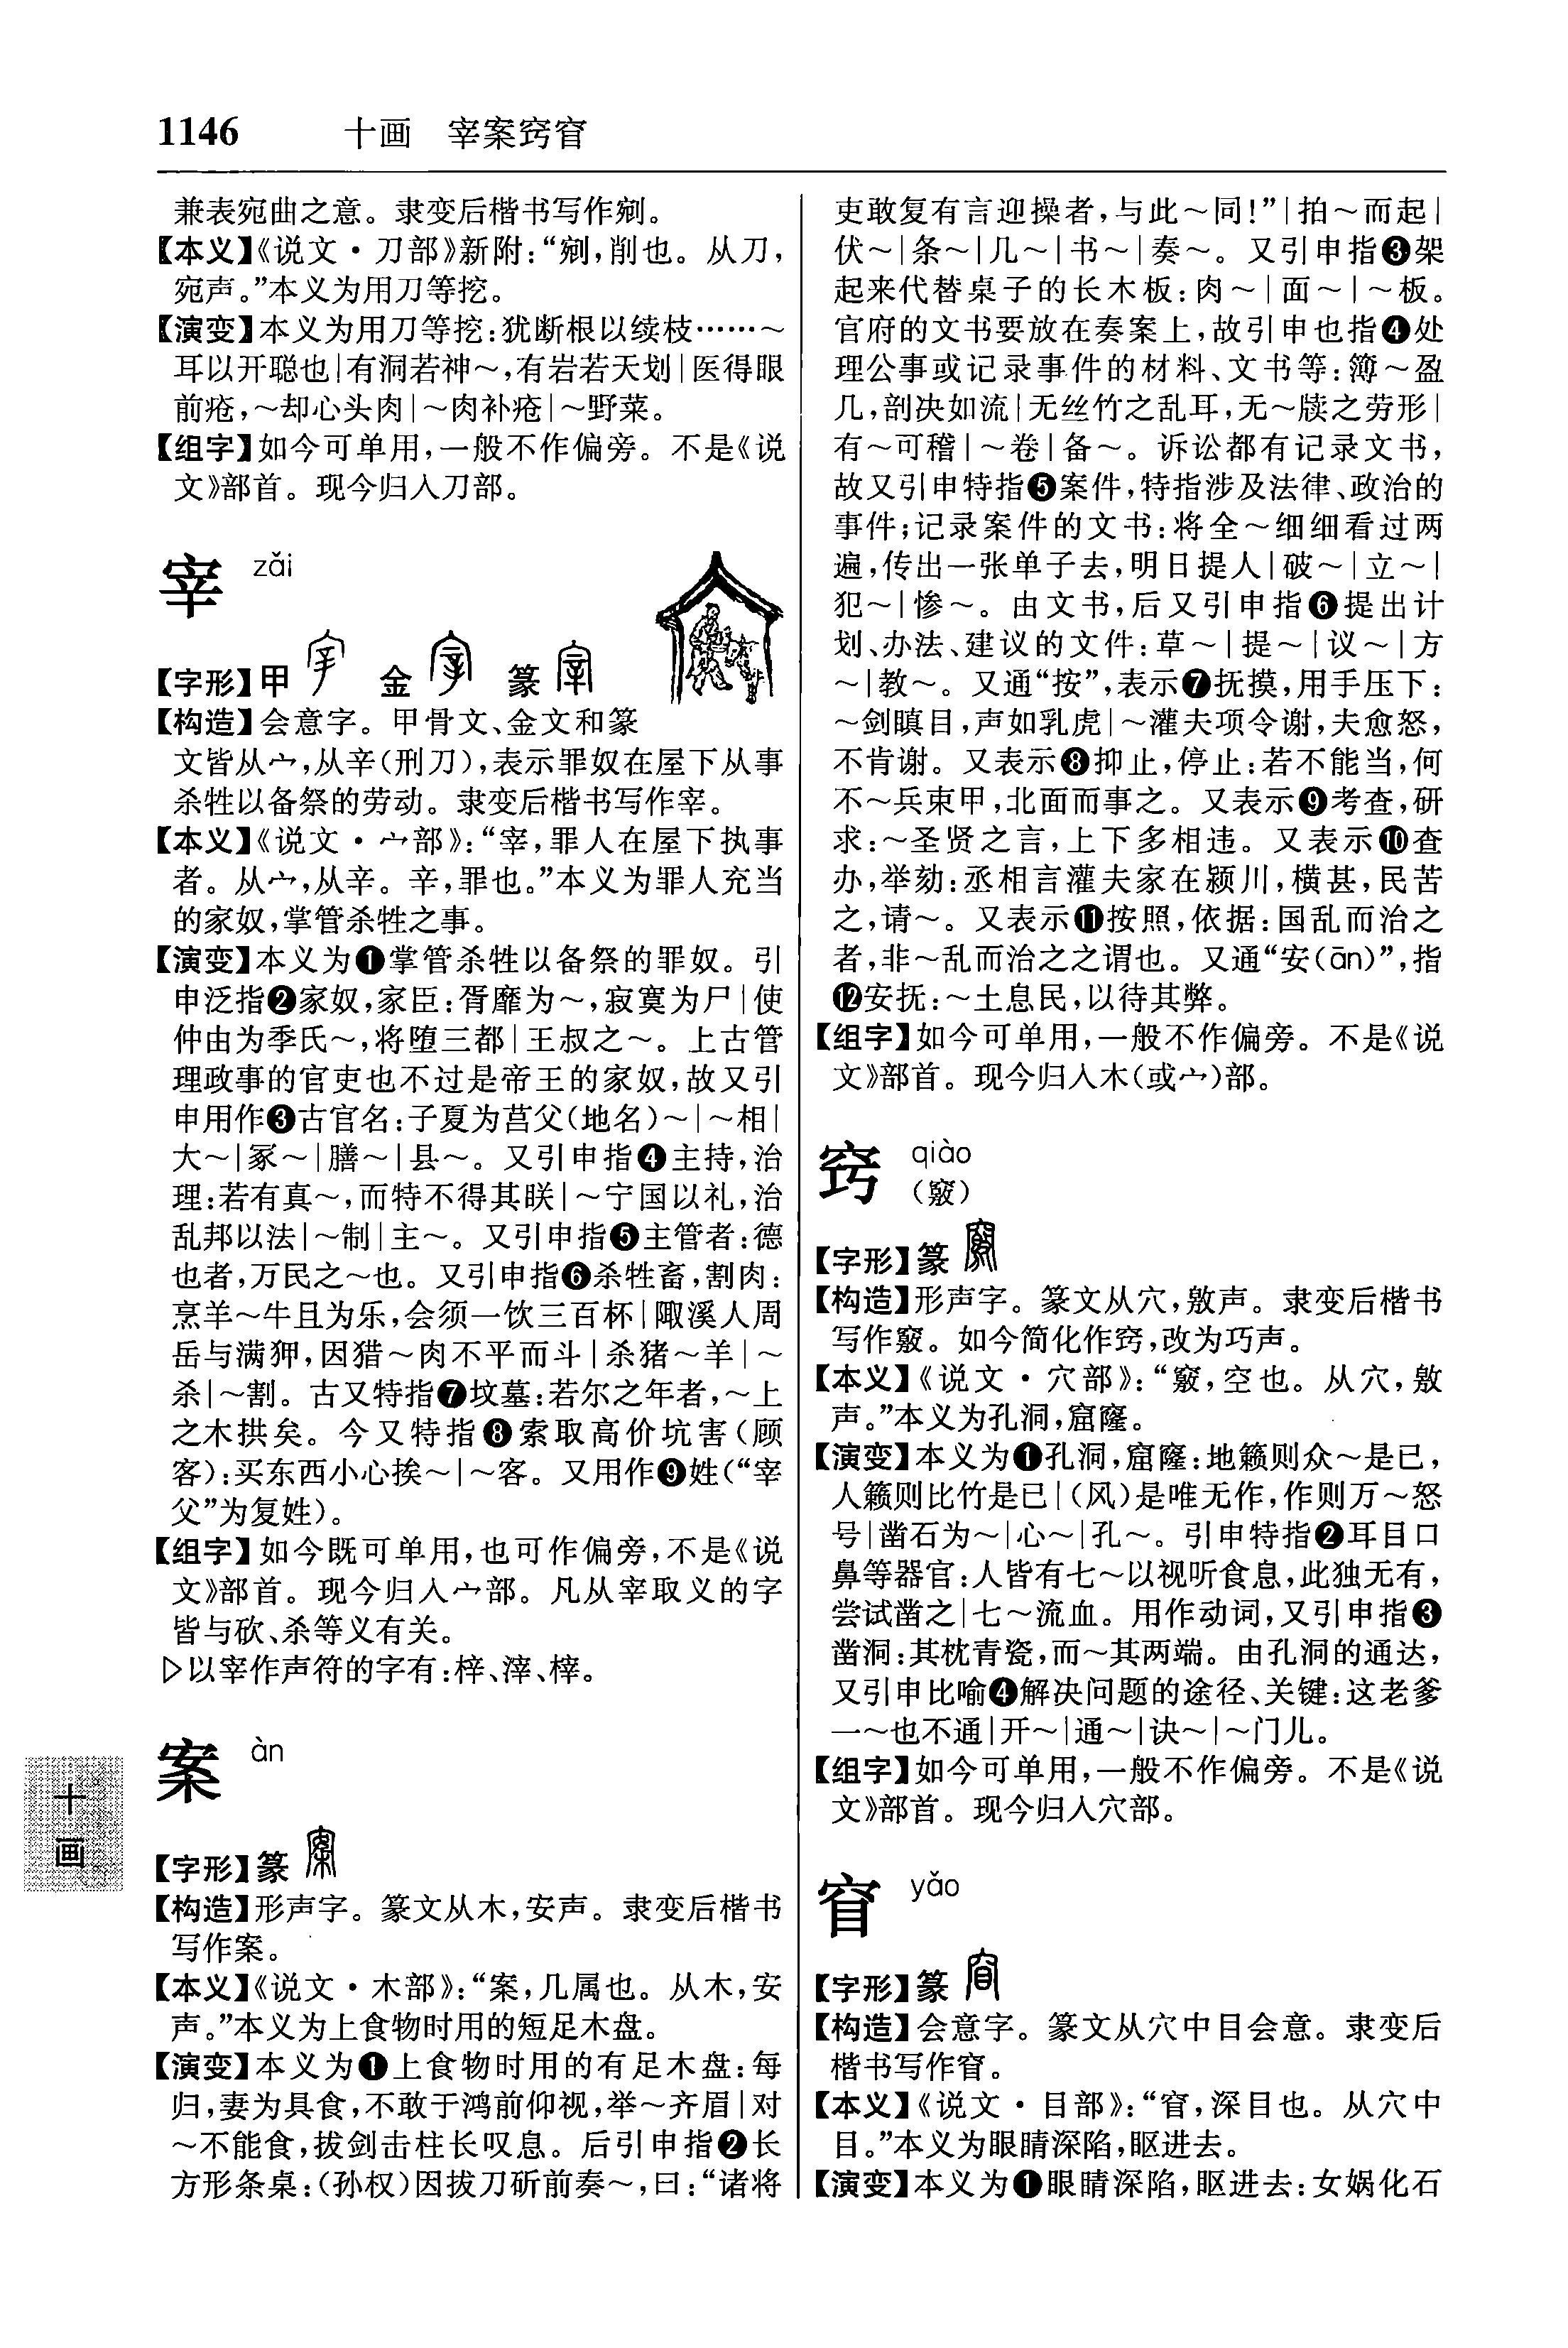 1146 十画 宰案窍窅
兼表宛曲之意。隶变后楷书写作剜。
【本义】《说文·刀部》新附：“剜，削也。从刀，
宛声。”本义为用刀等挖。
【演变】本义为用刀等挖：犹断根以续枝……～
耳以开聪也|有洞若神～，有岩若天划|医得眼
前疮，～却心头肉|～肉补疮|～野菜。
【组字】如今可单用，一般不作偏旁。不是《说
文》部首。现今归入刀部。
宰 zǎi
【字形】甲 金 篆
【构造】会意字。甲骨文、金文和篆
文皆从宀，从辛（刑刀），表示罪奴在屋下从事
杀牲以备祭的劳动。隶变后楷书写作宰。
【本义】《说文·宀部》：“宰，罪人在屋下执事
者。从宀，从辛。辛，罪也。”本义为罪人充当
的家奴，掌管杀牲之事。
【演变】本义为❶掌管杀牲以备祭的罪奴。引
申泛指❷家奴，家臣：胥靡为～，寂寞为尸|使
仲由为季氏～，将堕三都|王叔之～。上古管
理政事的官吏也不过是帝王的家奴，故又引
申用作❸古官名：子夏为莒父（地名）～|～相|
大～|冢～|膳～|县～。又引申指❹主持，治
理：若有真～，而特不得其眹|～宁国以礼，治
乱邦以法|～制|主～。又引申指❺主管者：德
也者，万民之～也。又引申指❻杀牲畜，割肉：
烹羊～牛且为乐，会须一饮三百杯|陬溪人周
岳与满狎，因猎～肉不平而斗|杀猪～羊|～
杀|～割。古又特指❼坟墓：若尔之年者，～上
之木拱矣。今又特指❽索取高价坑害（顾
客）：买东西小心挨～|～客。又用作❾姓（“宰
父”为复姓）。
【组字】如今既可单用，也可作偏旁，不是《说
文》部首。现今归入宀部。凡从宰取义的字
皆与砍、杀等义有关。
▷以宰作声符的字有：梓、滓、榟。
案 àn
【字形】篆
【构造】形声字。篆文从木，安声。隶变后楷书
写作案。
【本义】《说文·木部》：“案，几属也。从木，安
声。”本义为上食物时用的短足木盘。
【演变】本义为❶上食物时用的有足木盘：每
归，妻为具食，不敢于鸿前仰视，举～齐眉|对
～不能食，拔剑击柱长叹息。后引申指❷长
方形条桌：（孙权）因拔刀斫前奏～，曰：“诸将
吏敢复有言迎操者，与此～同！”|拍～而起|
伏～|条～|几～|书～|奏～。又引申指❸架
起来代替桌子的长木板：肉～|面～|～板。
官府的文书要放在奏案上，故引申也指❹处
理公事或记录事件的材料、文书等：簿～盈
几，剖决如流|无丝竹之乱耳，无～牍之劳形|
有～可稽|～卷|备～。诉讼都有记录文书，
故又引申特指❺案件，特指涉及法律、政治的
事件；记录案件的文书：将全～细细看过两
遍，传出一张单子去，明日提人|破～|立～|
犯～|惨～。由文书，后又引申指❻提出计
划、办法、建议的文件：草～|提～|议～|方
～|教～。又通“按”，表示❼抚摸，用手压下：
～剑瞋目，声如乳虎|～灌夫项令谢，夫愈怒，
不肯谢。又表示❽抑止，停止：若不能当，何
不～兵束甲，北面而事之。又表示❾考查，研
求：～圣贤之言，上下多相违。又表示❿查
办，举劾：丞相言灌夫家在颍川，横甚，民苦
之，请～。又表示⓫按照，依据：国乱而治之
者，非～乱而治之之谓也。又通“安（ān）”，指
⓬安抚：～土息民，以待其弊。
【组字】如今可单用，一般不作偏旁。不是《说
文》部首。现今归入木（或宀）部。
窍 qiào
（竅）
【字形】篆
【构造】形声字。篆文从穴，敫声。隶变后楷书
写作竅。如今简化作窍，改为巧声。
【本义】《说文·穴部》：“竅，空也。从穴，敫
声。”本义为孔洞，窟窿。
【演变】本义为❶孔洞，窟窿：地籁则众～是已，
人籁则比竹是已|（风）是唯无作，作则万～怒
号|凿石为～|心～|孔～。引申特指❷耳目口
鼻等器官：人皆有七～以视听食息，此独无有，
尝试凿之|七～流血。用作动词，又引申指❸
凿洞：其枕青瓷，而～其两端。由孔洞的通达，
又引申比喻❹解决问题的途径、关键：这老爹
一～也不通|开～|通～|诀～|～门儿。
【组字】如今可单用，一般不作偏旁。不是《说
文》部首。现今归入穴部。
窅 yǎo
【字形】篆
【构造】会意字。篆文从穴中目会意。隶变后
楷书写作窅。
【本义】《说文·目部》：“窅，深目也。从穴中
目。”本义为眼睛深陷，眍进去。
【演变】本义为❶眼睛深陷，眍进去：女娲化石
十
画